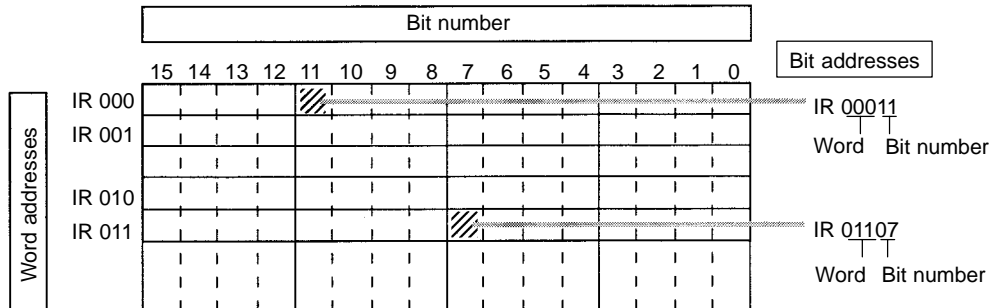 Bit number
Bit addresses
15 14 13 12 11 10 9 8 7 6 5 4 3 2 1 0
Word addresses
IR 000
IR 00011
IR 001
Word Bit number
IR 010
IR 011
IR 01107
Word Bit number